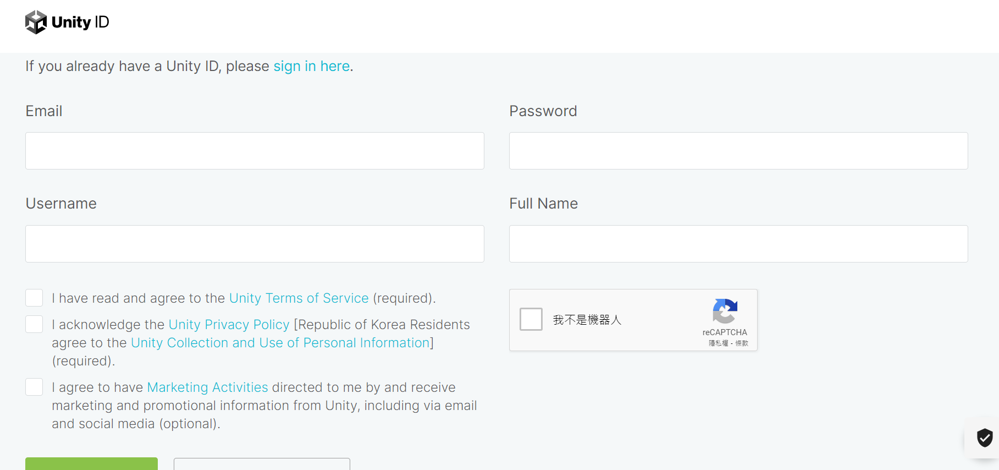 Unity ID
If you already have a Unity ID, please sign in here.
Email
Password
Username
Full Name
I have read and agree to the Unity Terms of Service (required).
I acknowledge the Unity Privacy Policy [Republic of Korea Residents
agree to the Unity Collection and Use of Personal Information]
(required).
I agree to have Marketing Activities directed to me by and receive
marketing and promotional information from Unity, including via email
and social media (optional).
我不是機器人
reCAPTCHA
隱私權 - 條款